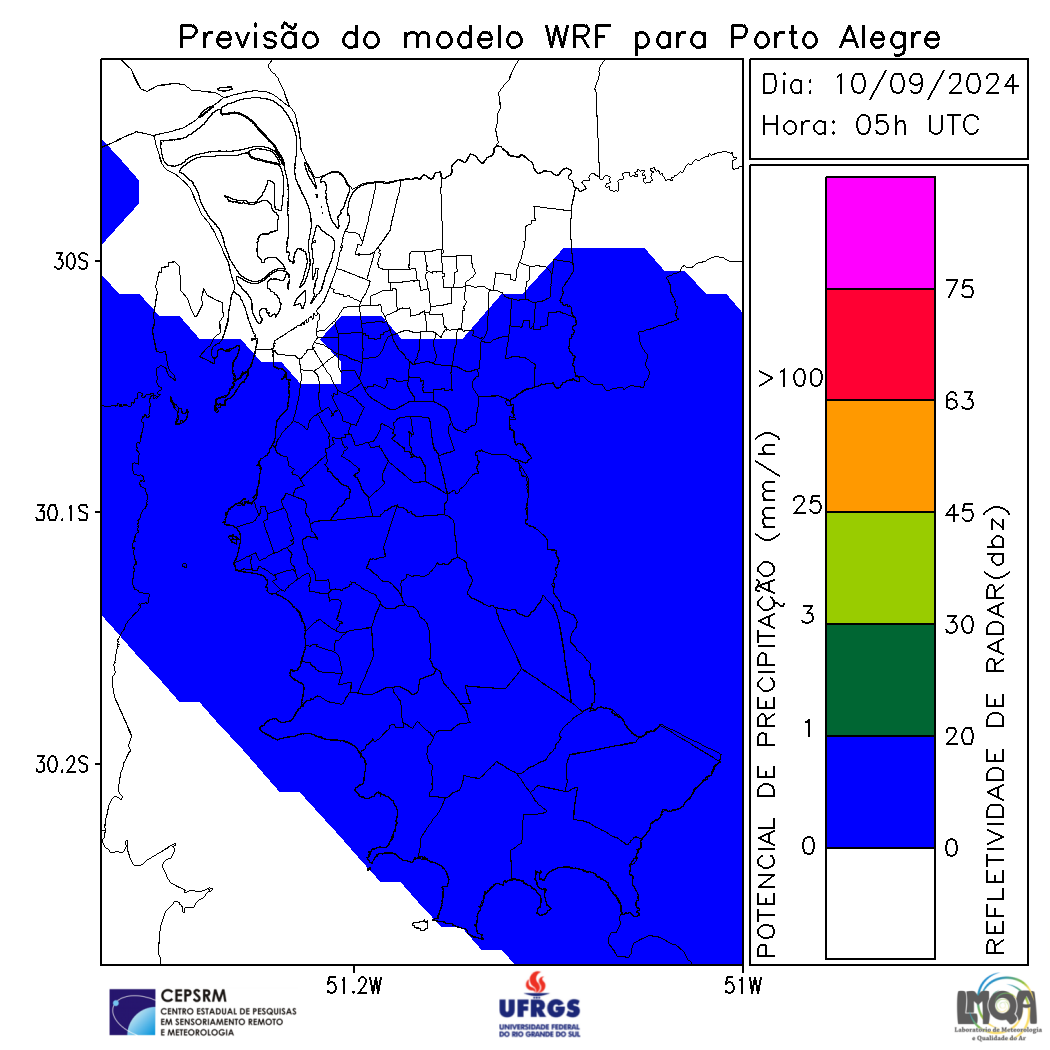 Previsão do modelo WRF para Porto Alegre
Dia: 10/09/2024
Hora: 05h UTC
30S
30.1S
30.2S
51.2W
51W
POTENCIAL DE PRECIPITAÇÃO (mm/h)
>100
25
3
1
0
75
63
45
30
20
0
REFLETIVIDADE DE RADAR(dbz)
CEPSRM
CENTRO ESTADUAL DE PESQUISAS
EM SENSORIAMENTO REMOTO
E METEOROLOGIA
UFRGS
UNIVERSIDADE FEDERAL
DO RIO GRANDE DO SUL
LMQA
Laboratório de Meteorologia
e Qualidade do Ar